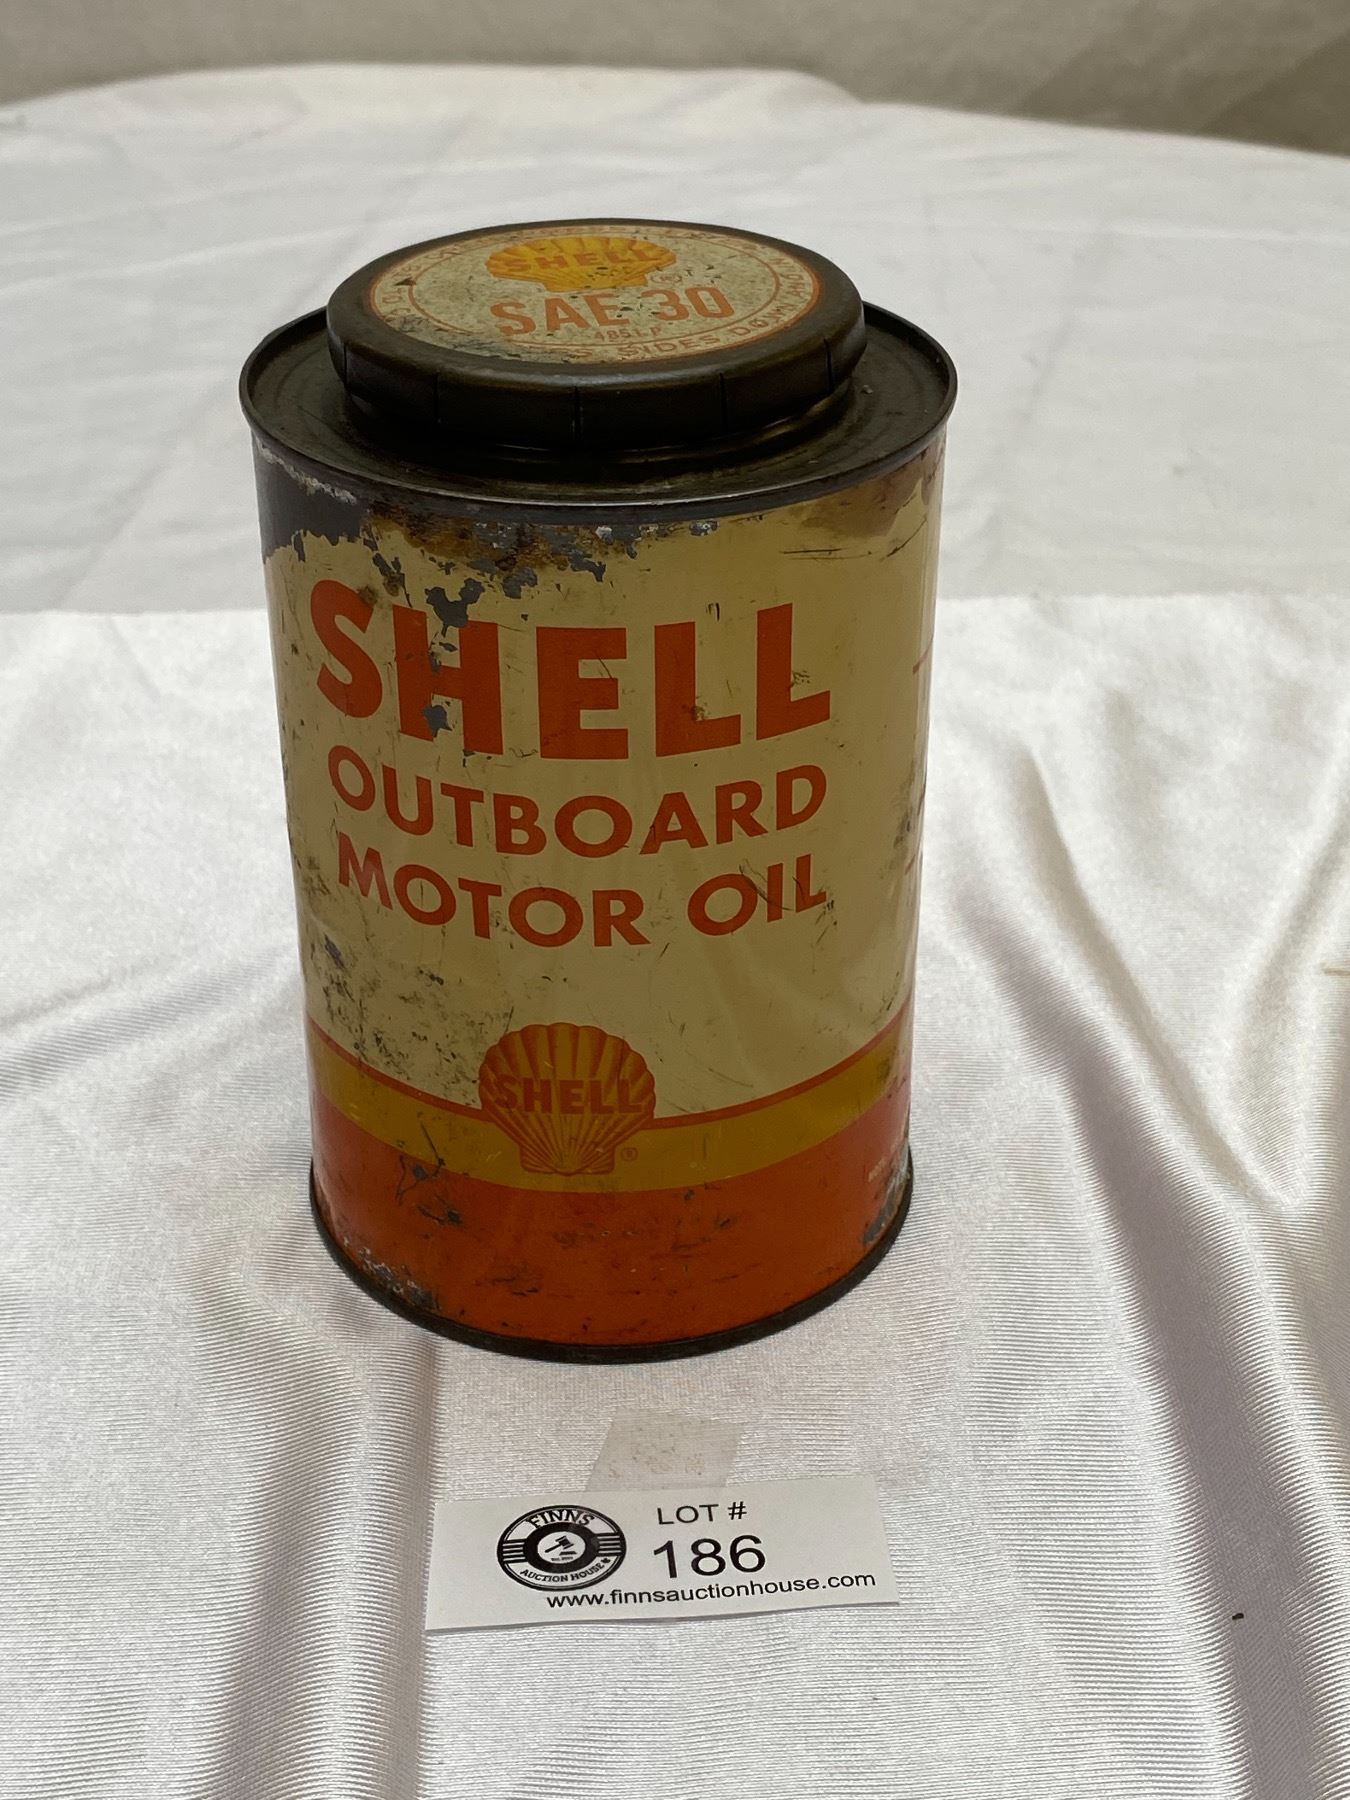 SHELL
SAE 30
SIDES DOWN
SHELL
OUTBOARD
MOTOR OIL
SHELL
®
FINNS
AUCTION HOUSE
LOT #
186
www.finnsauctionhouse.com